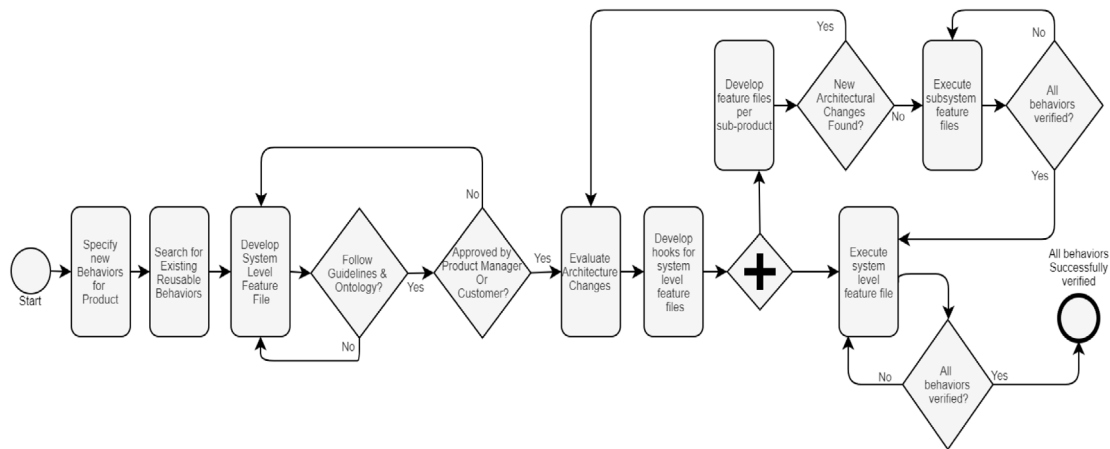 Start
Specify
new
Behaviors
for
Product
Search for
Existing
Reusable
Behaviors
Develop
System
Level
Feature
File
Follow
Guidelines &
Ontology?
No
Yes
Approved by
Product Manager
Or
Customer?
No
Yes
Evaluate
Architecture
Changes
Develop
hooks for
system
level feature
files
Develop
feature files
per
sub-product
New
Architectural
Changes
Found?
Yes
No
Execute
subsystem
feature
files
All
behaviors
verified?
No
Yes
Execute
system
level
feature file
All
behaviors
verified?
No
Yes
All behaviors
Successfully
verified